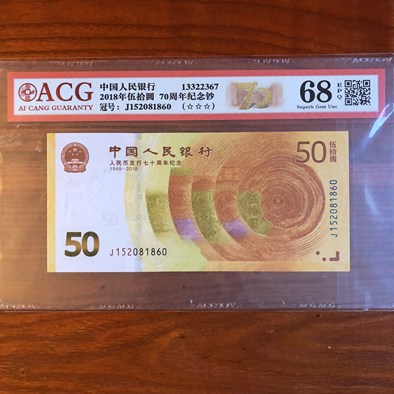 ACG
AI CANG GUARANTY
中国人民银行 13322367
2018年伍拾圆 70周年纪念钞
冠号：J152081860 (☆☆☆)
68 EPQ
Superb Gem Unc
中国人民银行
人民币发行七十周年纪念
1948-2018
50 伍拾圆
50
J152081860
J152081860